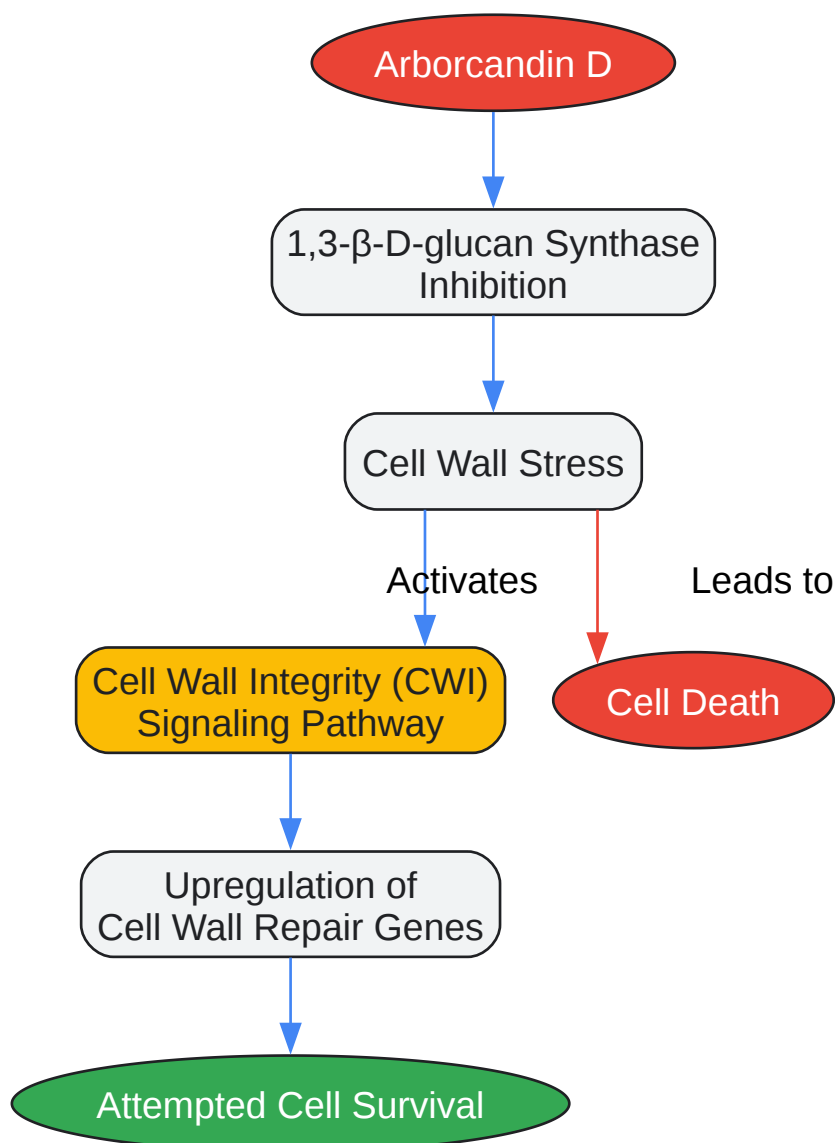 Arborcandin D
1,3-β-D-glucan Synthase
Inhibition
Cell Wall Stress
Activates
Leads to
Cell Wall Integrity (CWI)
Signaling Pathway
Cell Death
Upregulation of
Cell Wall Repair Genes
Attempted Cell Survival